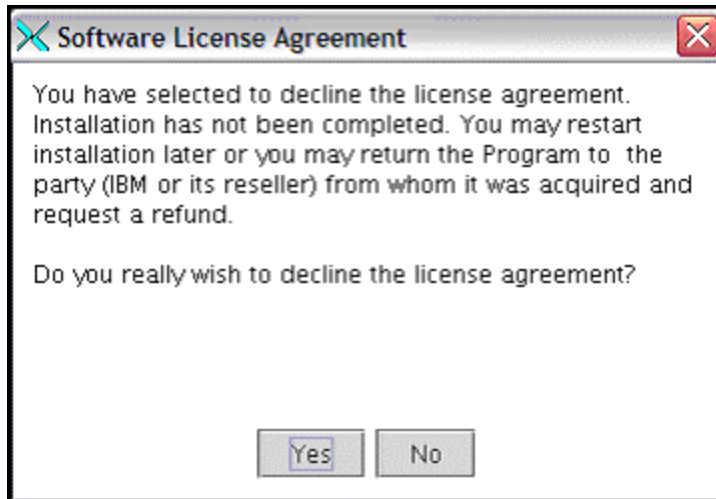 Software License Agreement
You have selected to decline the license agreement.
Installation has not been completed. You may restart
installation later or you may return the Program to the
party (IBM or its reseller) from whom it was acquired and
request a refund.
Do you really wish to decline the license agreement?
Yes No